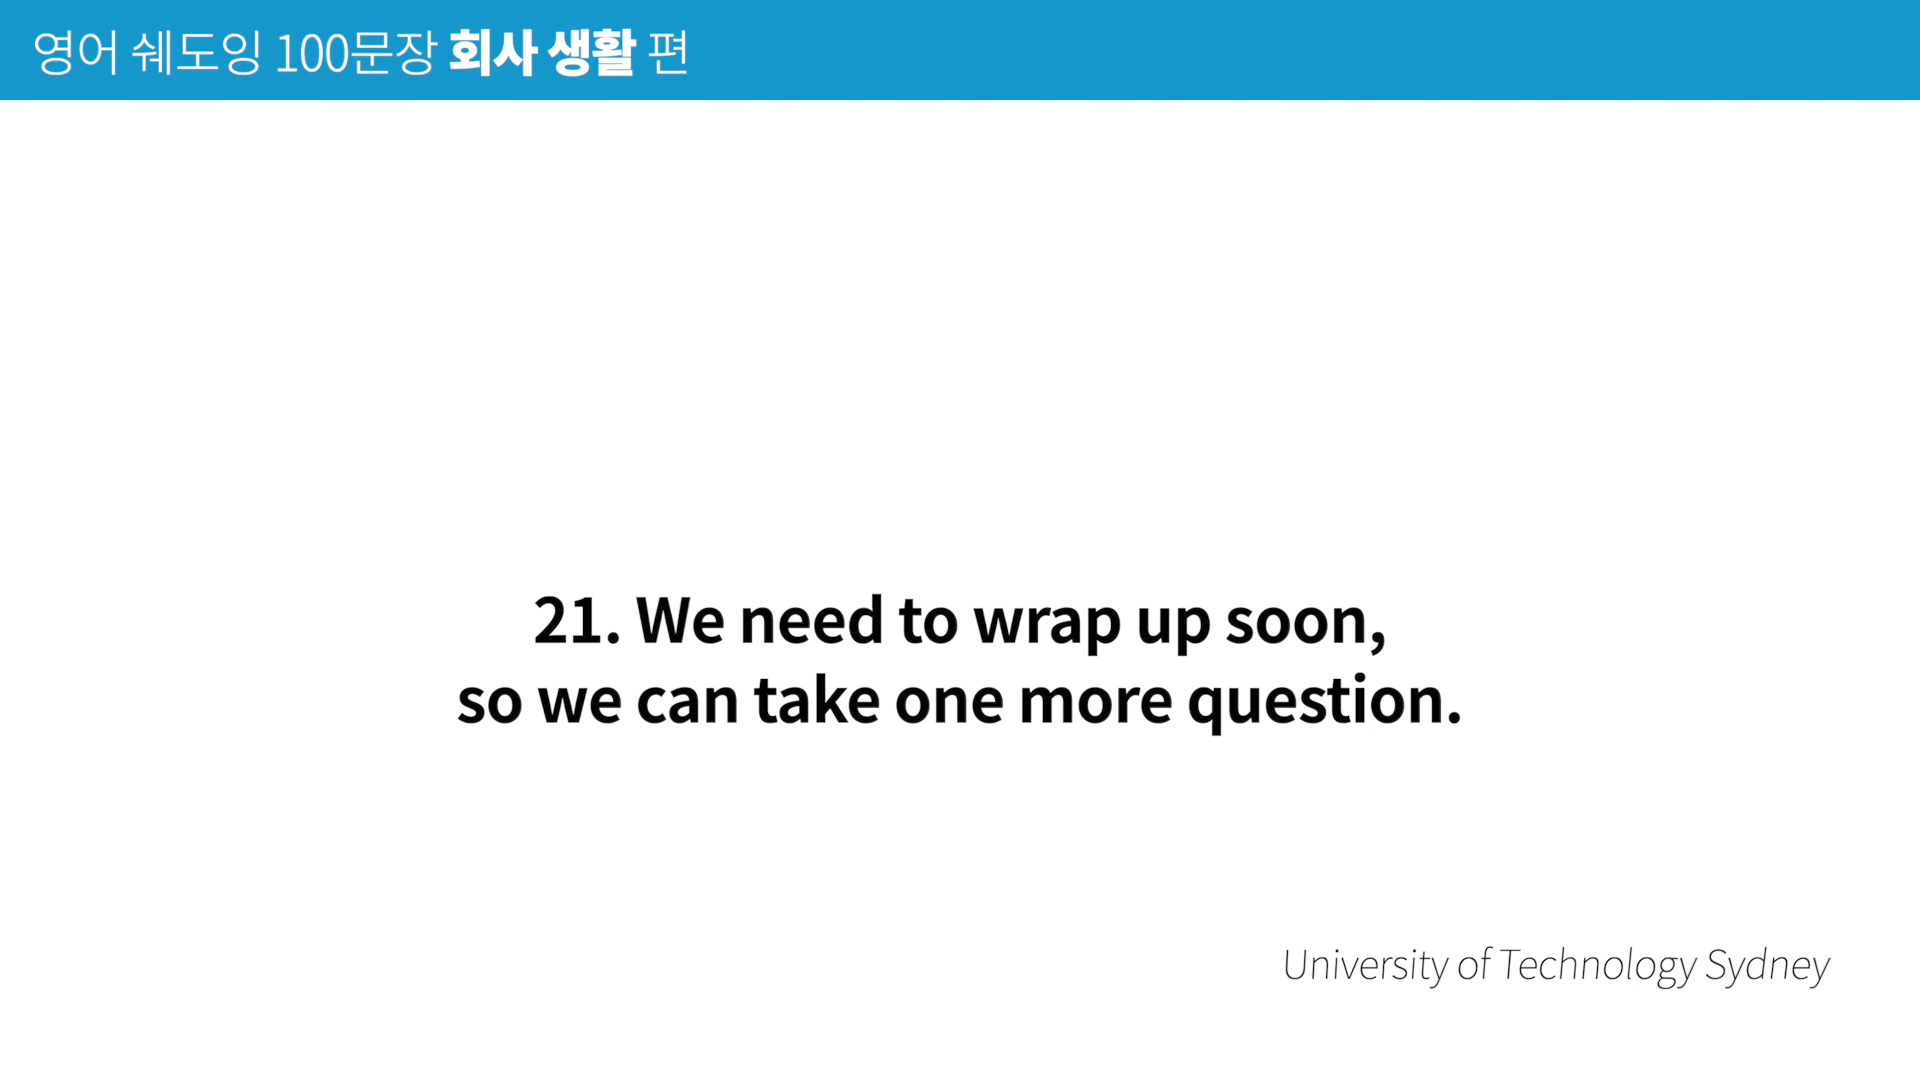 영어 쉐도잉 100문장 회사 생활 편
21. We need to wrap up soon,
so we can take one more question.
University of Technology Sydney